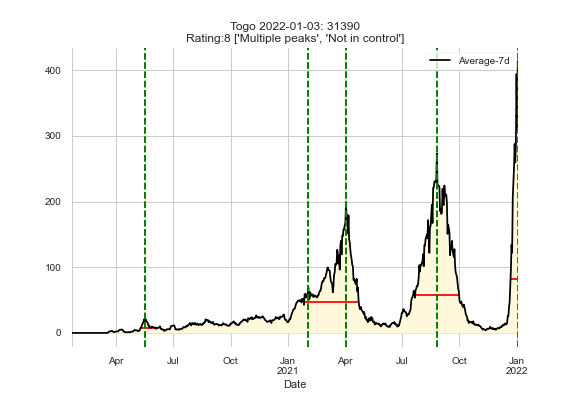 Togo 2022-01-03: 31390
Rating:8 ['Multiple peaks', 'Not in control']
Average-7d
400
300
200
100
0
Apr Jul Oct Jan Apr Jul Oct Jan
2021 2022
Date